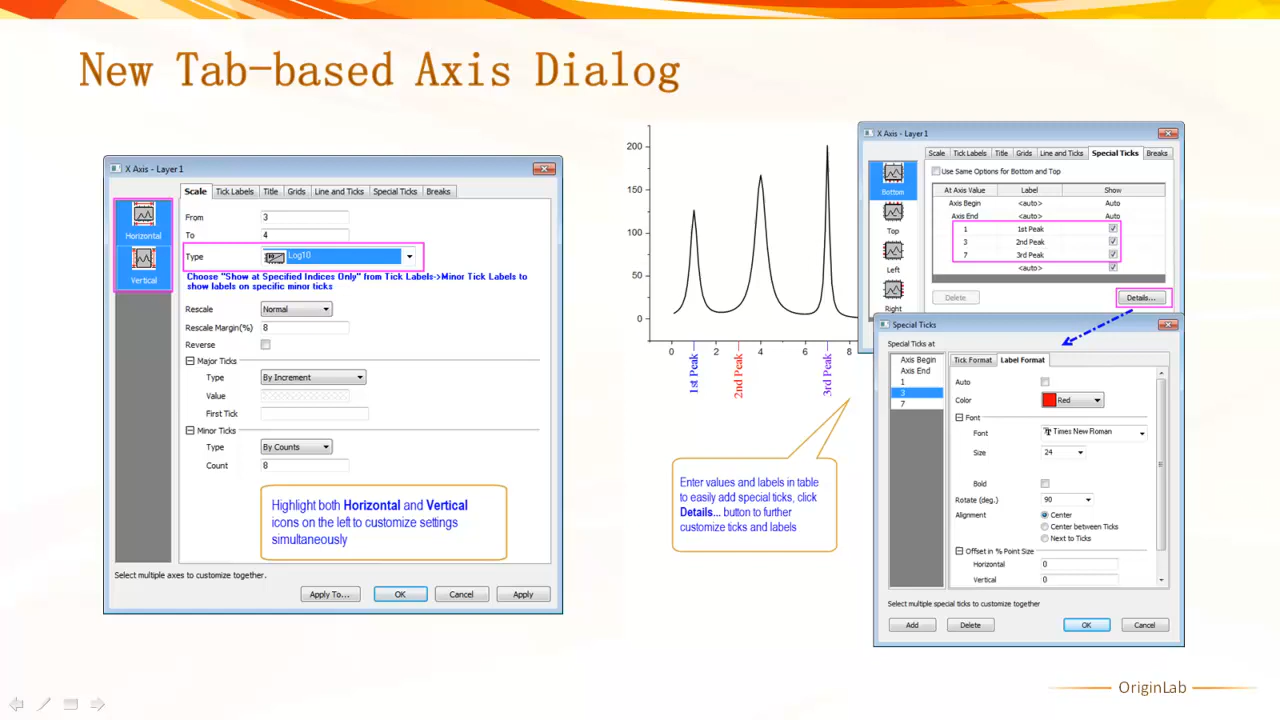 New Tab-based Axis Dialog
X Axis - Layer1
Scale Tick Labels Title Grids Line and Ticks Special Ticks Breaks
Horizontal
Vertical
From 3
To 4
Type Log10
Choose "Show at Specified Indices Only" from Tick Labels->Minor Tick Labels to
show labels on specific minor ticks
Rescale Normal
Rescale Margin(%) 8
Reverse
Major Ticks
Type By Increment
Value
First Tick
Minor Ticks
Type By Counts
Count 8
Highlight both Horizontal and Vertical
icons on the left to customize settings
simultaneously
Select multiple axes to customize together.
Apply To... OK Cancel Apply
200
150
100
50
0
0 2 4 6 8
1st Peak
2nd Peak
3rd Peak
Enter values and labels in table
to easily add special ticks, click
Details... button to further
customize ticks and labels
X Axis - Layer1
Scale Tick Labels Title Grids Line and Ticks Special Ticks Breaks
Bottom
Top
Left
Right
Use Same Options for Bottom and Top
At Axis Value Label Show
Axis Begin <auto> Auto
Axis End <auto> Auto
1 1st Peak
3 2nd Peak
7 3rd Peak
<auto>
Delete Details...
Special Ticks
Special Ticks at
Axis Begin
Axis End
1
3
7
Tick Format Label Format
Auto
Color Red
Font
Font Times New Roman
Size 24
Bold
Rotate (deg.) 90
Alignment Center
Center between Ticks
Next to Ticks
Offset in % Point Size
Horizontal 0
Vertical 0
Select multiple special ticks to customize together
Add Delete OK Cancel
OriginLab